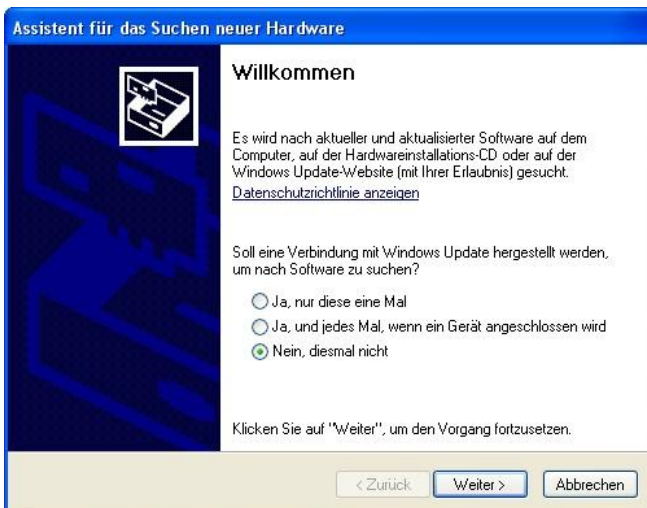 Assistent für das Suchen neuer Hardware
Willkommen
Es wird nach aktueller und aktualisierter Software auf dem
Computer, auf der Hardwareinstallations-CD oder auf der
Windows Update-Website (mit Ihrer Erlaubnis) gesucht.
Datenschutzrichtlinie anzeigen
Soll eine Verbindung mit Windows Update hergestellt werden,
um nach Software zu suchen?
Ja, nur diese eine Mal
Ja, und jedes Mal, wenn ein Gerät angeschlossen wird
Nein, diesmal nicht
Klicken Sie auf "Weiter", um den Vorgang fortzusetzen.
< Zurück Weiter > Abbrechen